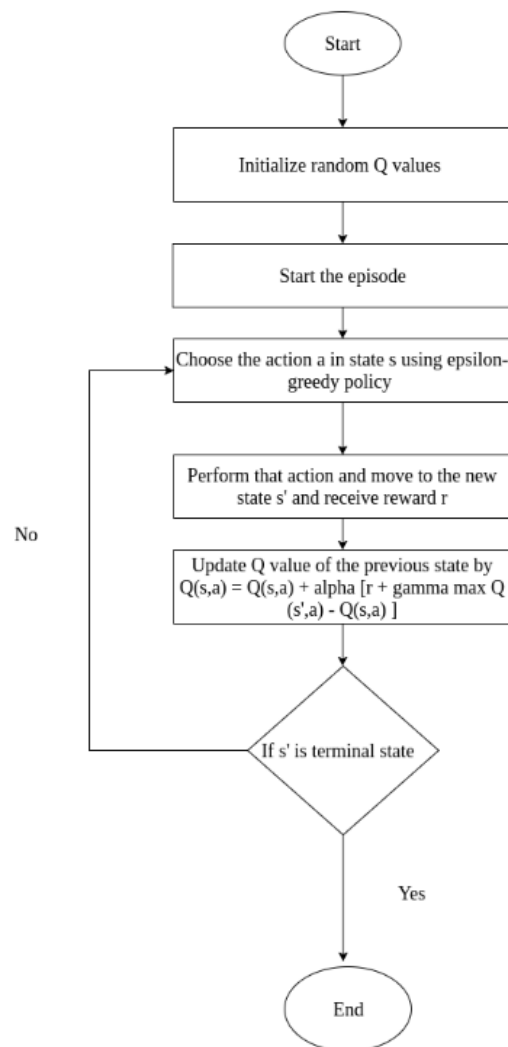 Start
Initialize random Q values
Start the episode
Choose the action a in state s using epsilon-
greedy policy
Perform that action and move to the new
state s' and receive reward r
No
Update Q value of the previous state by
Q(s,a) = Q(s,a) + alpha [r + gamma max Q
(s',a) - Q(s,a) ]
If s' is terminal state
Yes
End